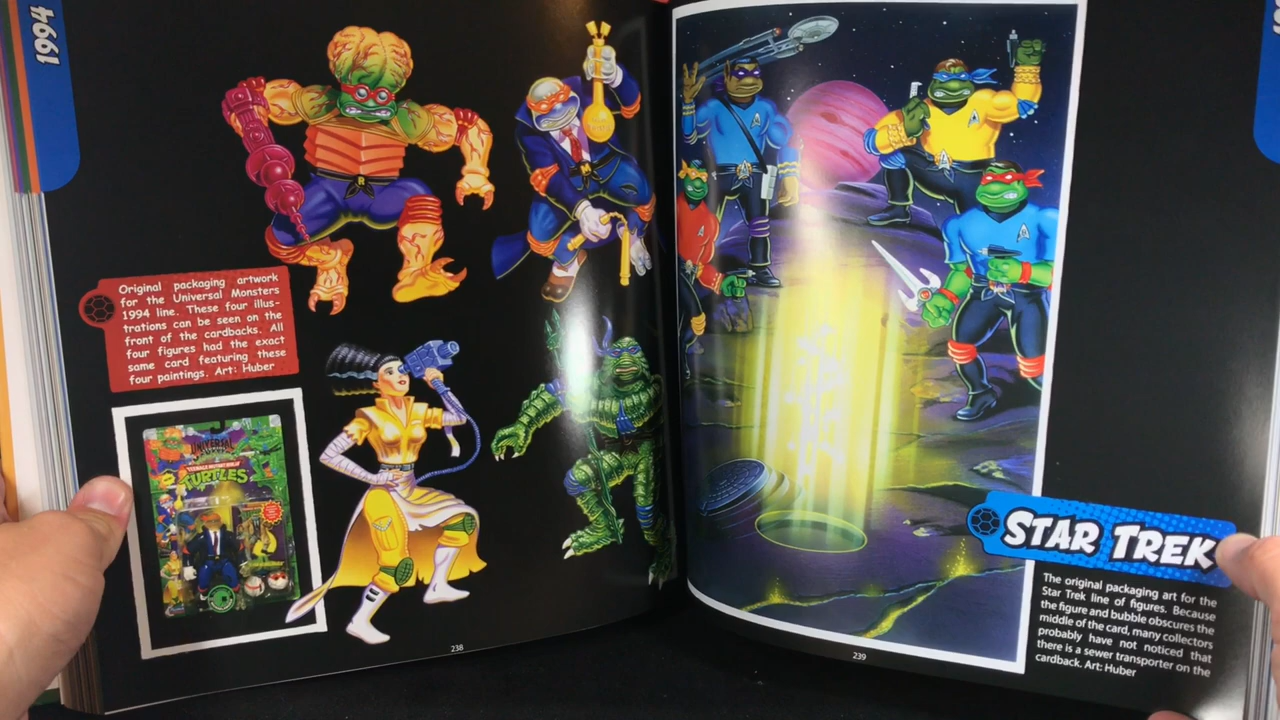 1994
Original packaging artwork
for the Universal Monsters
1994 line. These four illus-
trations can be seen on the
front of the cardbacks. All
four figures had the exact
same card featuring these
four paintings. Art: Huber
UNIVERSAL
TEENAGE MUTANT NINJA
TURTLES
238
STAR TREK
The original packaging art for the
Star Trek line of figures. Because
the figure and bubble obscures the
middle of the card, many collectors
probably have not noticed that
there is a sewer transporter on the
cardback. Art: Huber
239